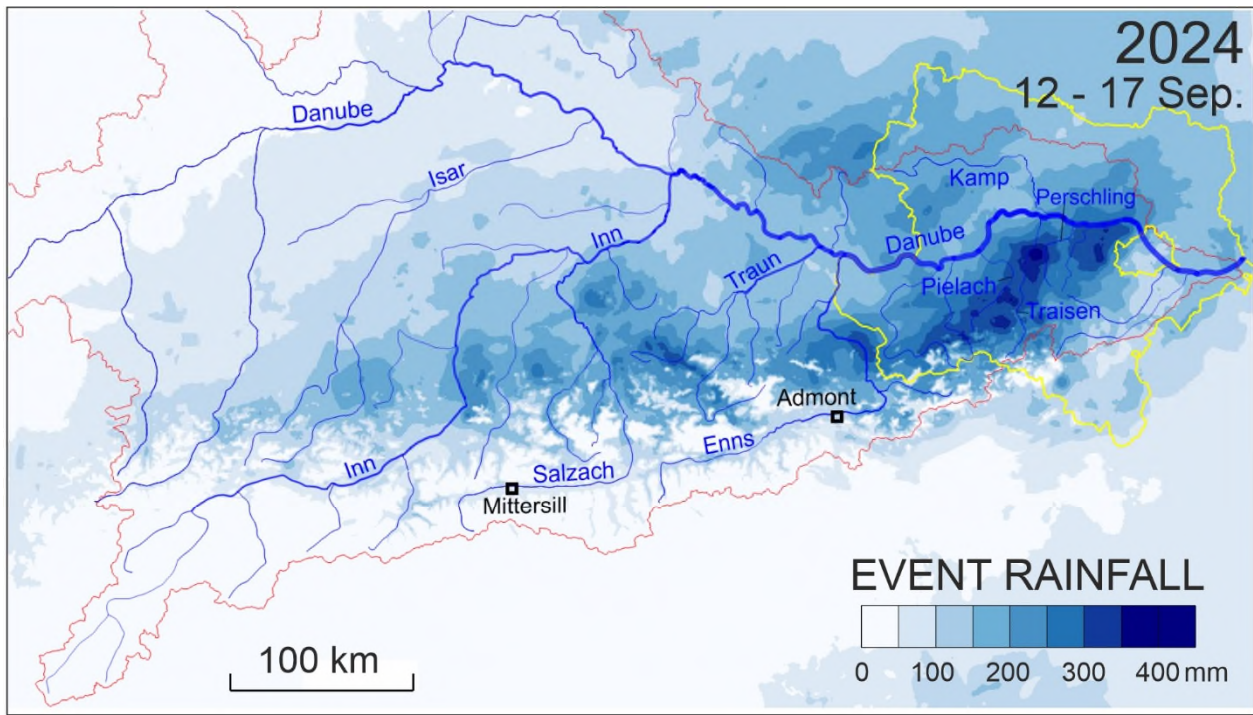 2024
12 - 17 Sep.
Danube
Isar
Kamp
Perschling
Inn
Danube
Traun
Pielach
Traisen
Admont
Inn
Enns
Salzach
Mittersill
EVENT RAINFALL
0 100 200 300 400 mm
100 km